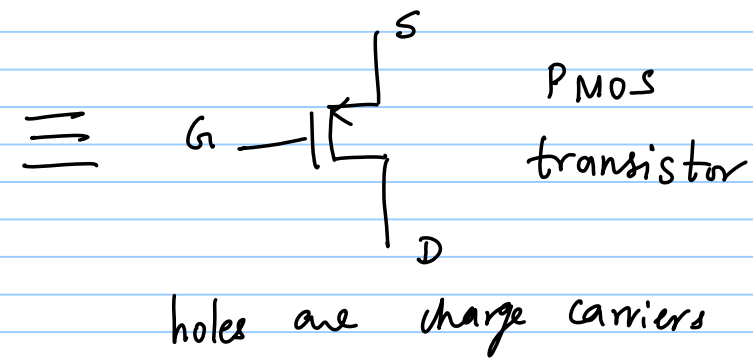 S
PMOS
≡ G
transistor
D
holes are charge carriers